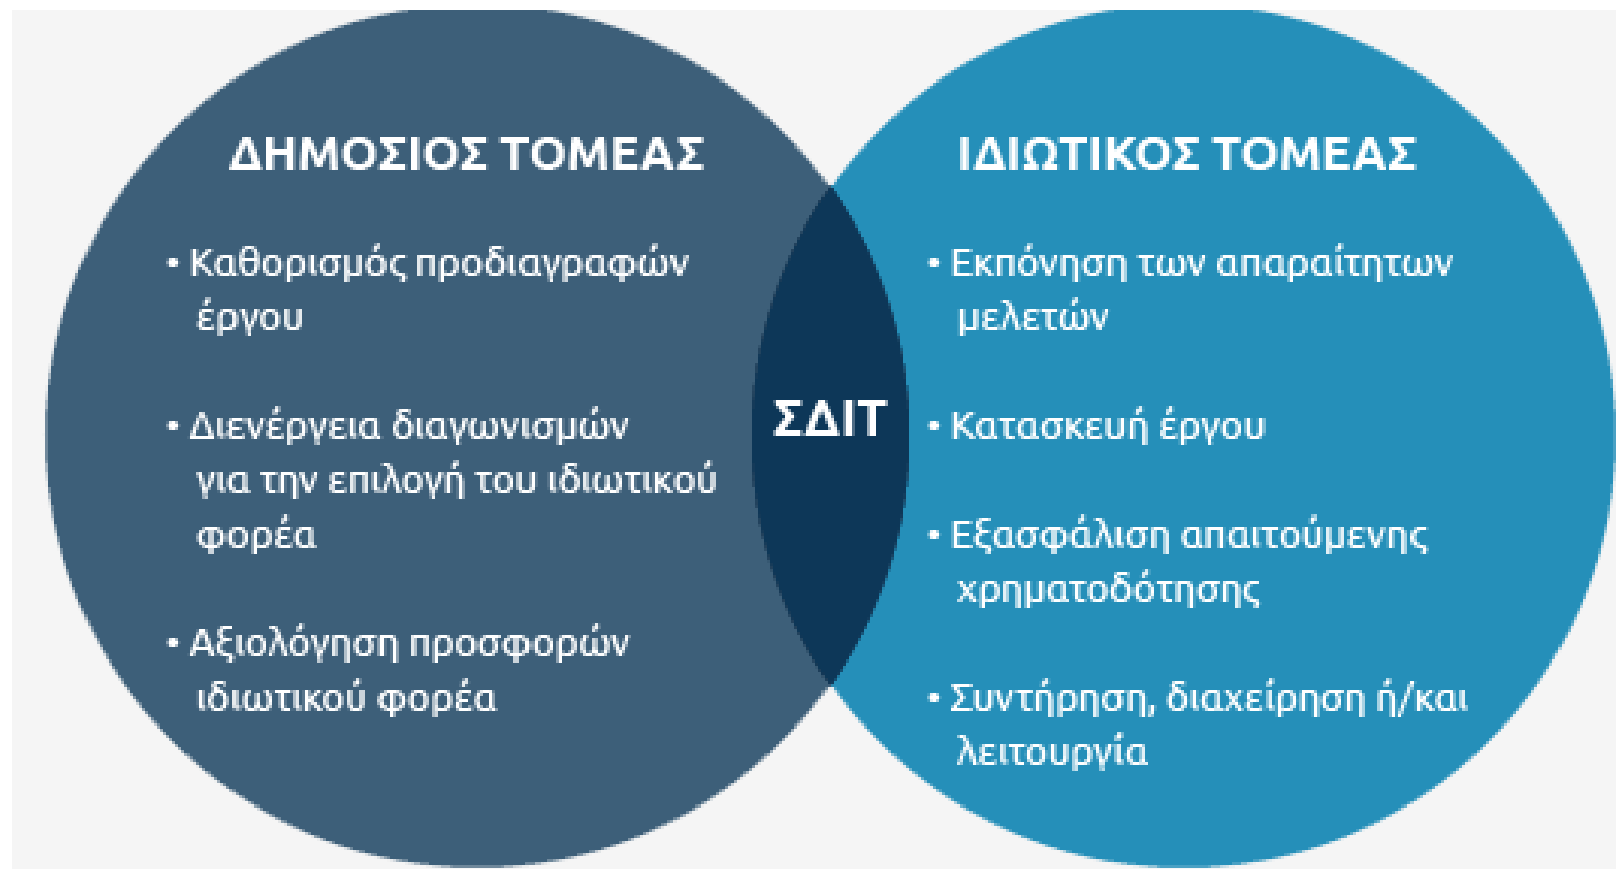 ΔΗΜΟΣΙΟΣ ΤΟΜΕΑΣ
• Καθορισμός προδιαγραφών
έργου
• Διενέργεια διαγωνισμών
για την επιλογή του ιδιωτικού
φορέα
• Αξιολόγηση προσφορών
ιδιωτικού φορέα
ΣΔΙΤ
ΙΔΙΩΤΙΚΟΣ ΤΟΜΕΑΣ
• Εκπόνηση των απαραίτητων
μελετών
• Κατασκευή έργου
• Εξασφάλιση απαιτούμενης
χρηματοδότησης
• Συντήρηση, διαχείρηση ή/και
λειτουργία